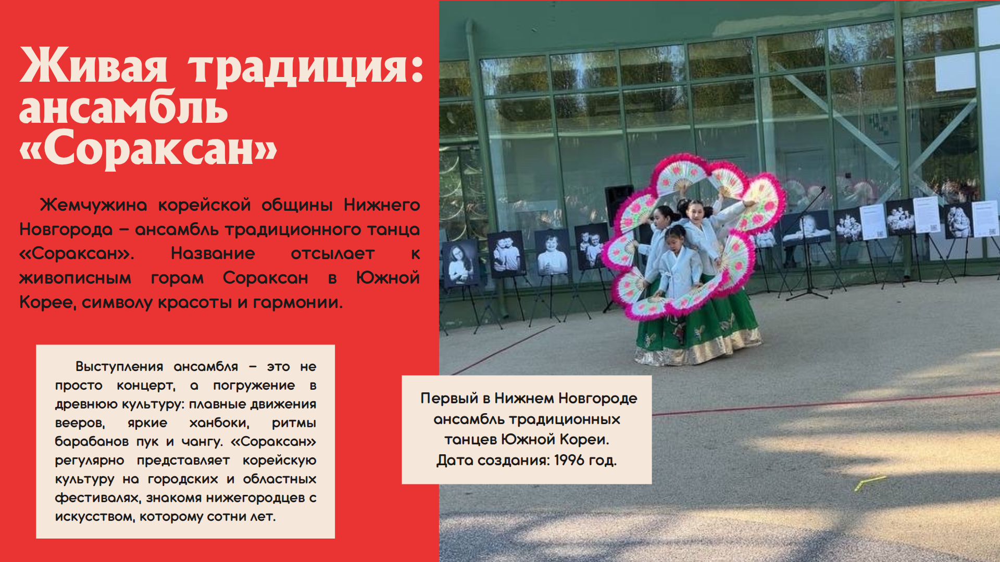 Живая традиция:
ансамбль
«Сораксан»
Жемчужина корейской общины Нижнего
Новгорода – ансамбль традиционного танца
«Сораксан». Название отсылает к
живописным горам Сораксан в Южной
Корее, символу красоты и гармонии.
Выступления ансамбля – это не
просто концерт, а погружение в
древнюю культуру: плавные движения
вееров, яркие ханбоки, ритмы
барабанов пук и чангу. «Сораксан»
регулярно представляет корейскую
культуру на городских и областных
фестивалях, знакомя нижегородцев с
искусством, которому сотни лет.
Первый в Нижнем Новгороде
ансамбль традиционных
танцев Южной Кореи.
Дата создания: 1996 год.